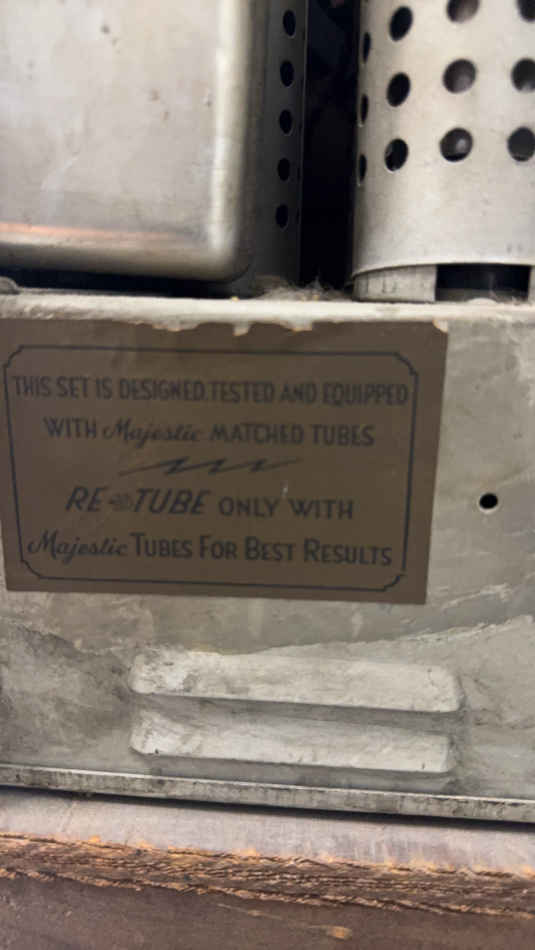 THIS SET IS DESIGNED, TESTED AND EQUIPPED
WITH Majestic MATCHED TUBES
RE-TUBE ONLY WITH
Majestic TUBES FOR BEST RESULTS